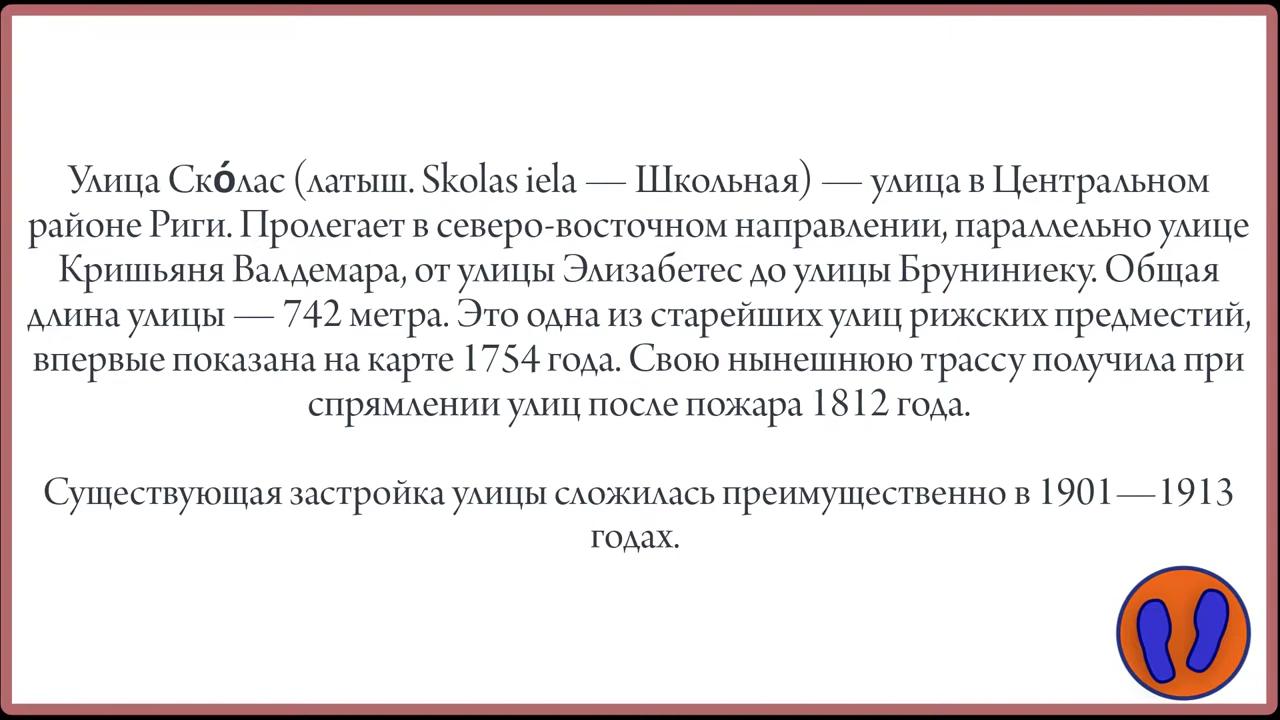 Улица Ско́лас (латыш. Skolas iela — Школьная) — улица в Центральном
районе Риги. Пролегает в северо-восточном направлении, параллельно улице
Кришьяня Валдемара, от улицы Элизабетес до улицы Бруниниеку. Общая
длина улицы — 742 метра. Это одна из старейших улиц рижских предместий,
впервые показана на карте 1754 года. Свою нынешнюю трассу получила при
спрямлении улиц после пожара 1812 года.
Существующая застройка улицы сложилась преимущественно в 1901—1913
годах.